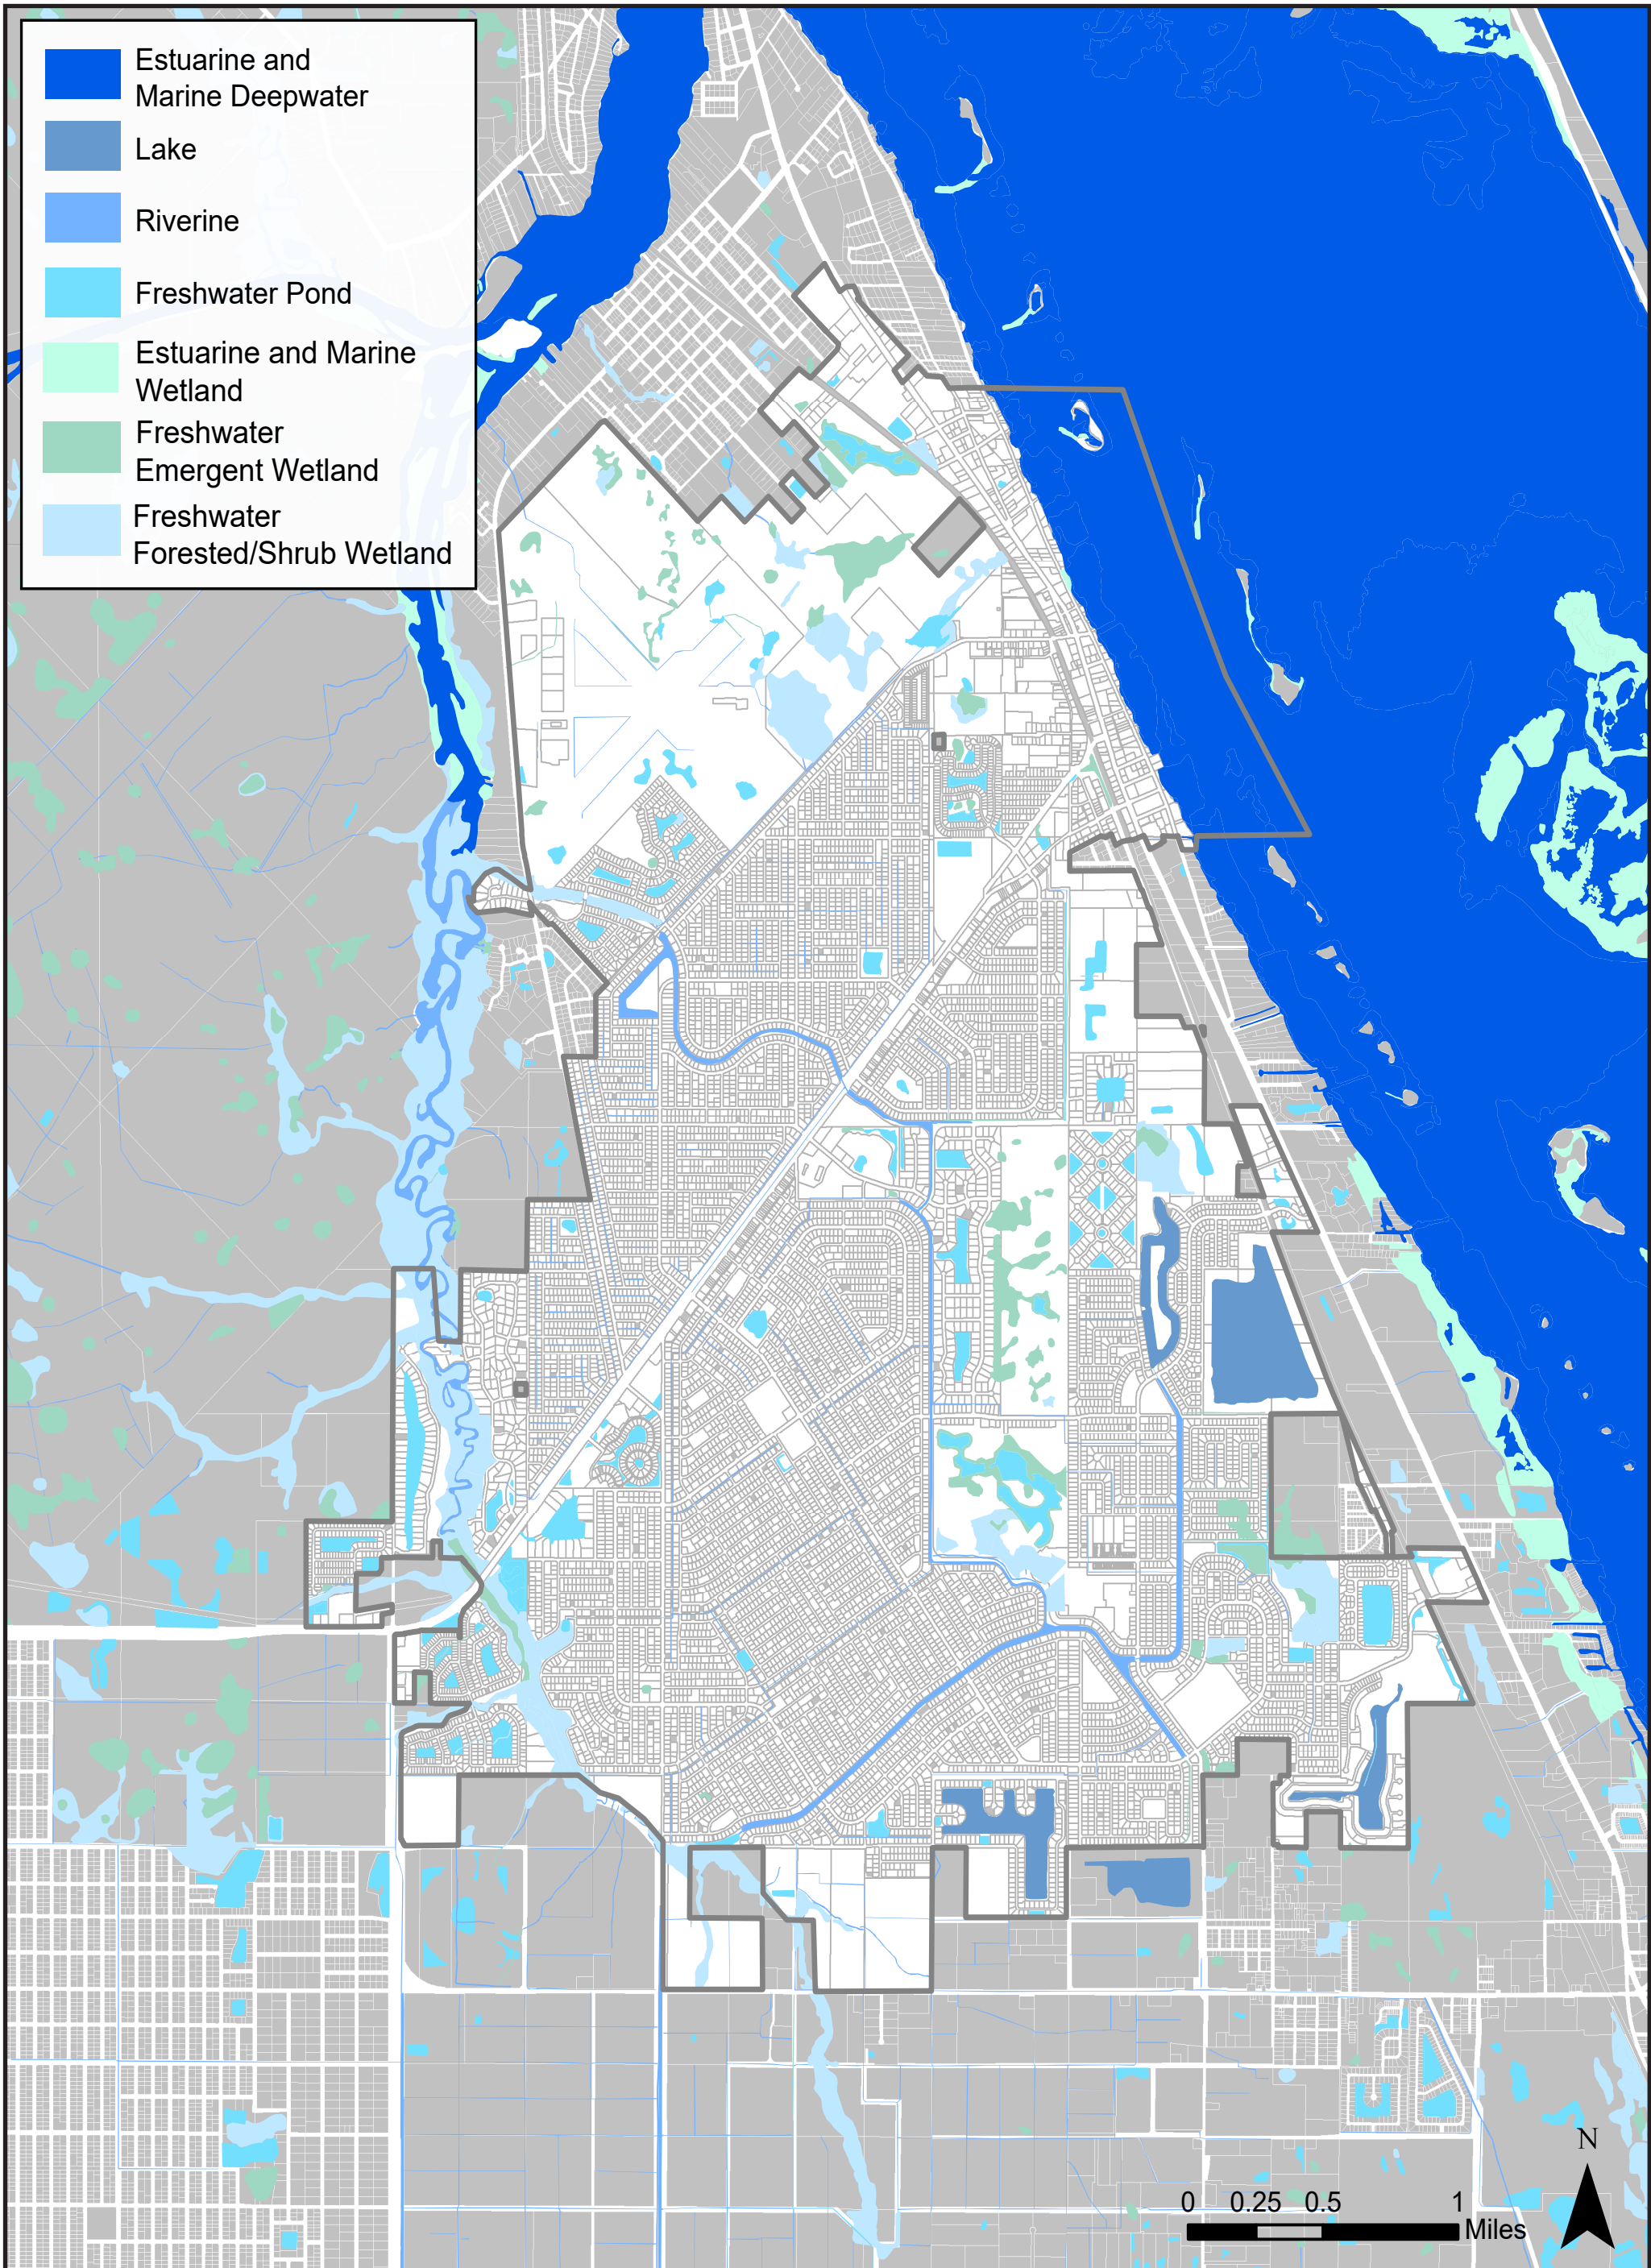 Estuarine and
Marine Deepwater
Lake
Riverine
Freshwater Pond
Estuarine and Marine
Wetland
Freshwater
Emergent Wetland
Freshwater
Forested/Shrub Wetland
N
0 0.25 0.5 1
Miles